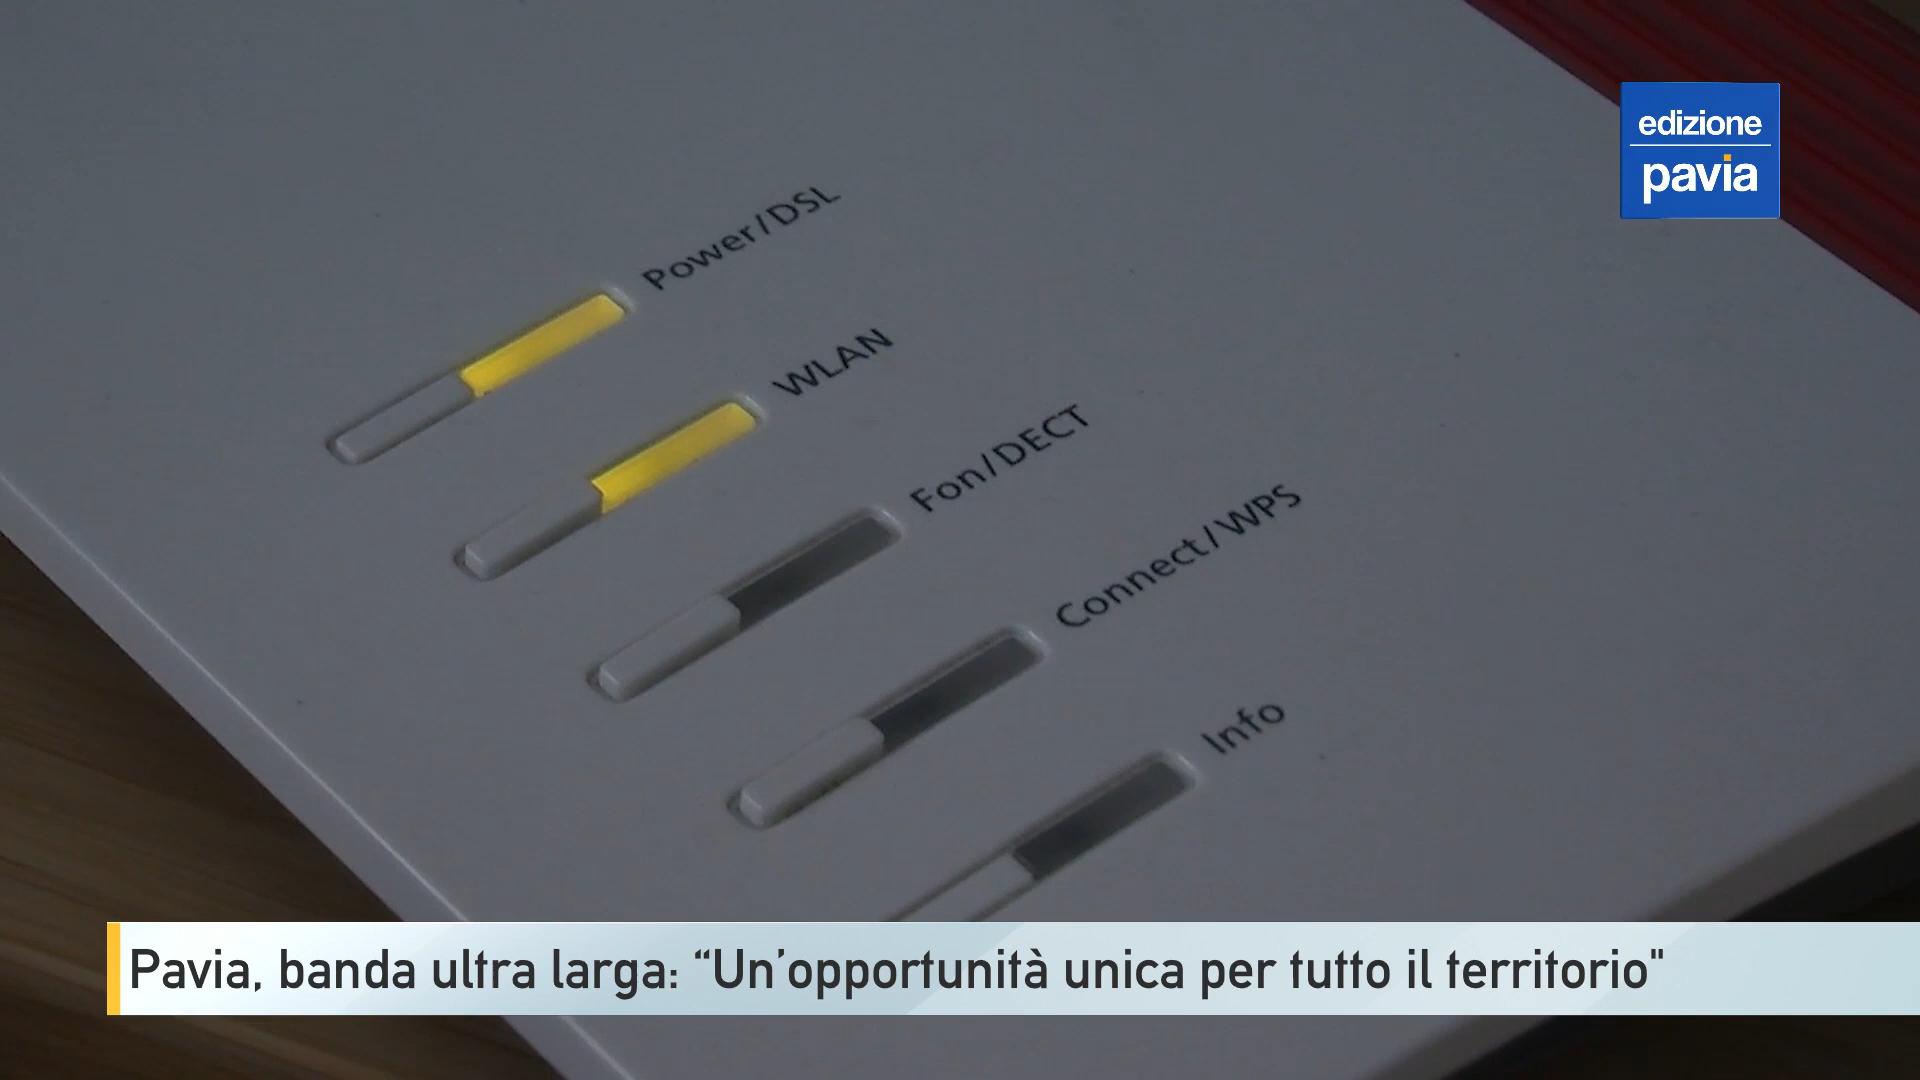 edizione
pavia
Power/DSL
WLAN
Fon/DECT
Connect/WPS
Info
Pavia, banda ultra larga: “Un’opportunità unica per tutto il territorio"